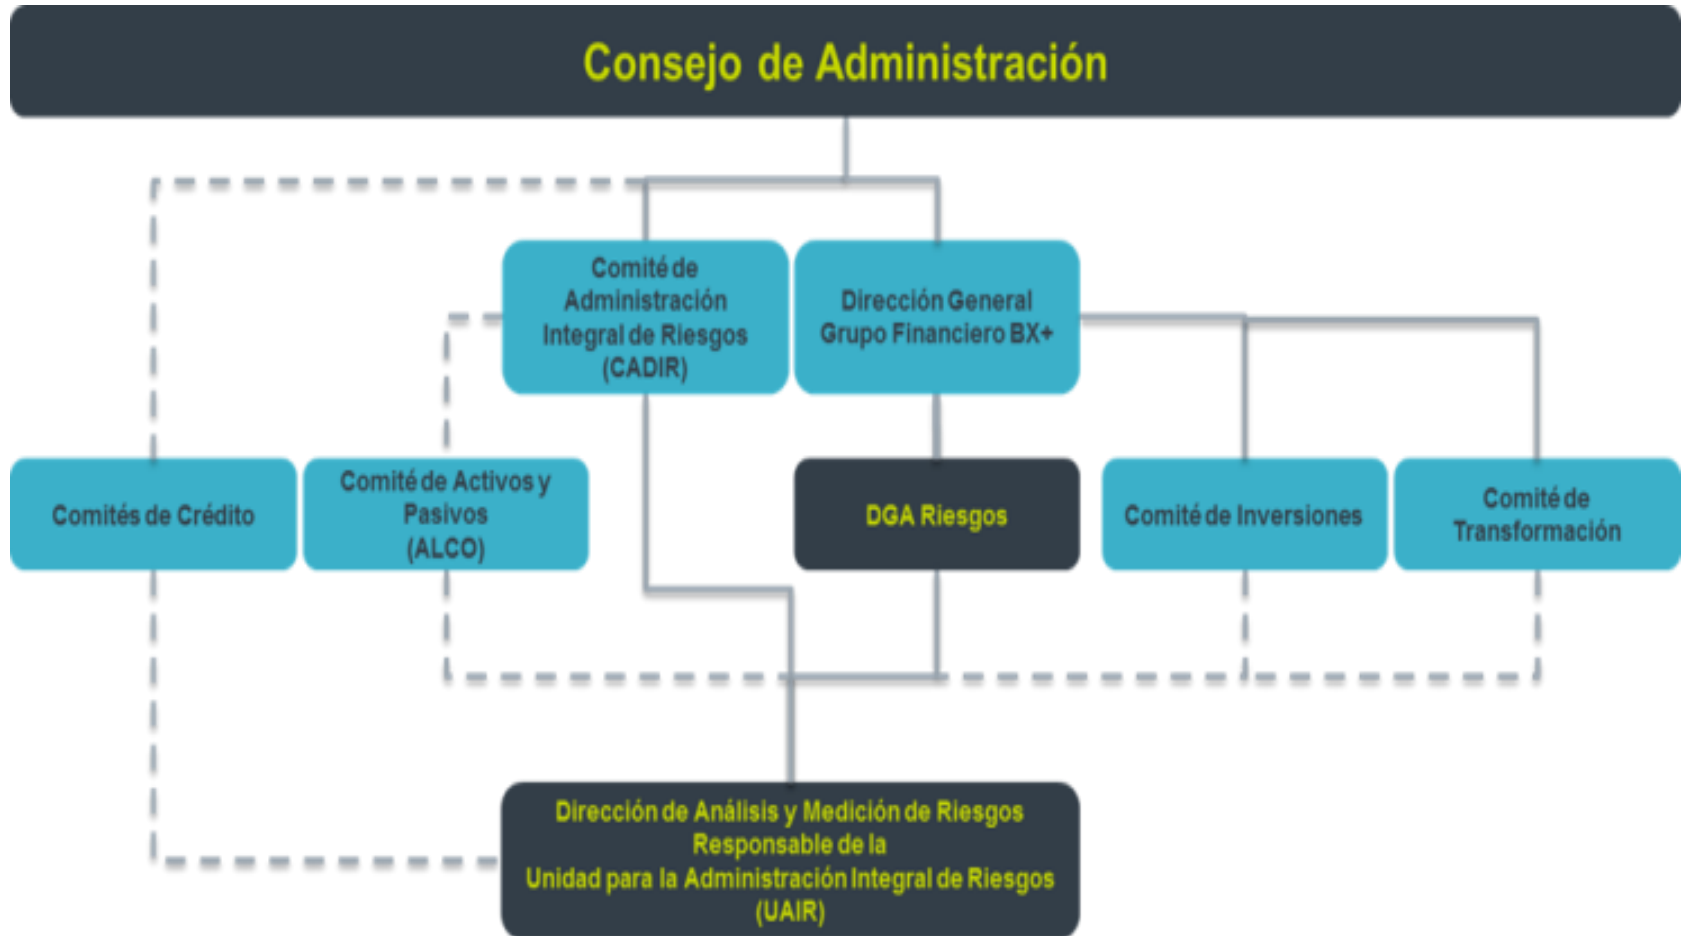 Consejo de Administración
Comité de
Administración
Integral de Riesgos
(CADIR)
Dirección General
Grupo Financiero BX+
Comités de Crédito
Comité de Activos y
Pasivos
(ALCO)
DGA Riesgos
Comité de Inversiones
Comité de
Transformación
Dirección de Análisis y Medición de Riesgos
Responsable de la
Unidad para la Administración Integral de Riesgos
(UAIR)